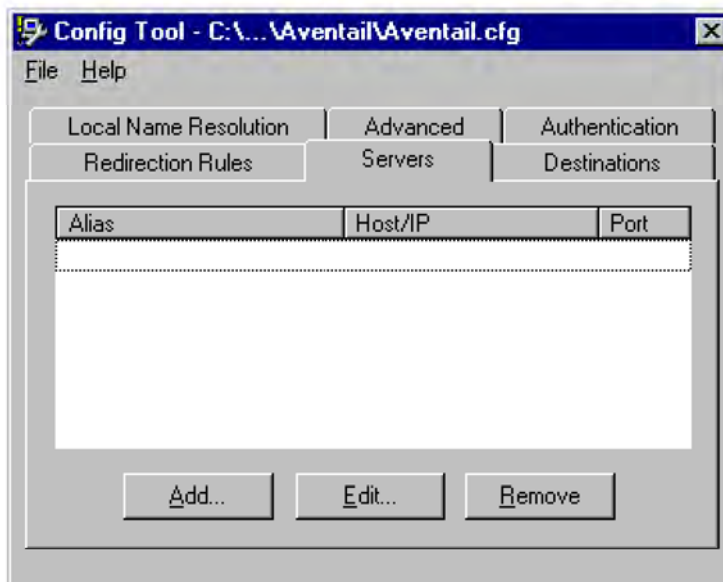 Config Tool - C:\...\Aventail\Aventail.cfg
File Help
Local Name Resolution Advanced Authentication
Redirection Rules Servers Destinations
Alias Host/IP Port
Add... Edit... Remove